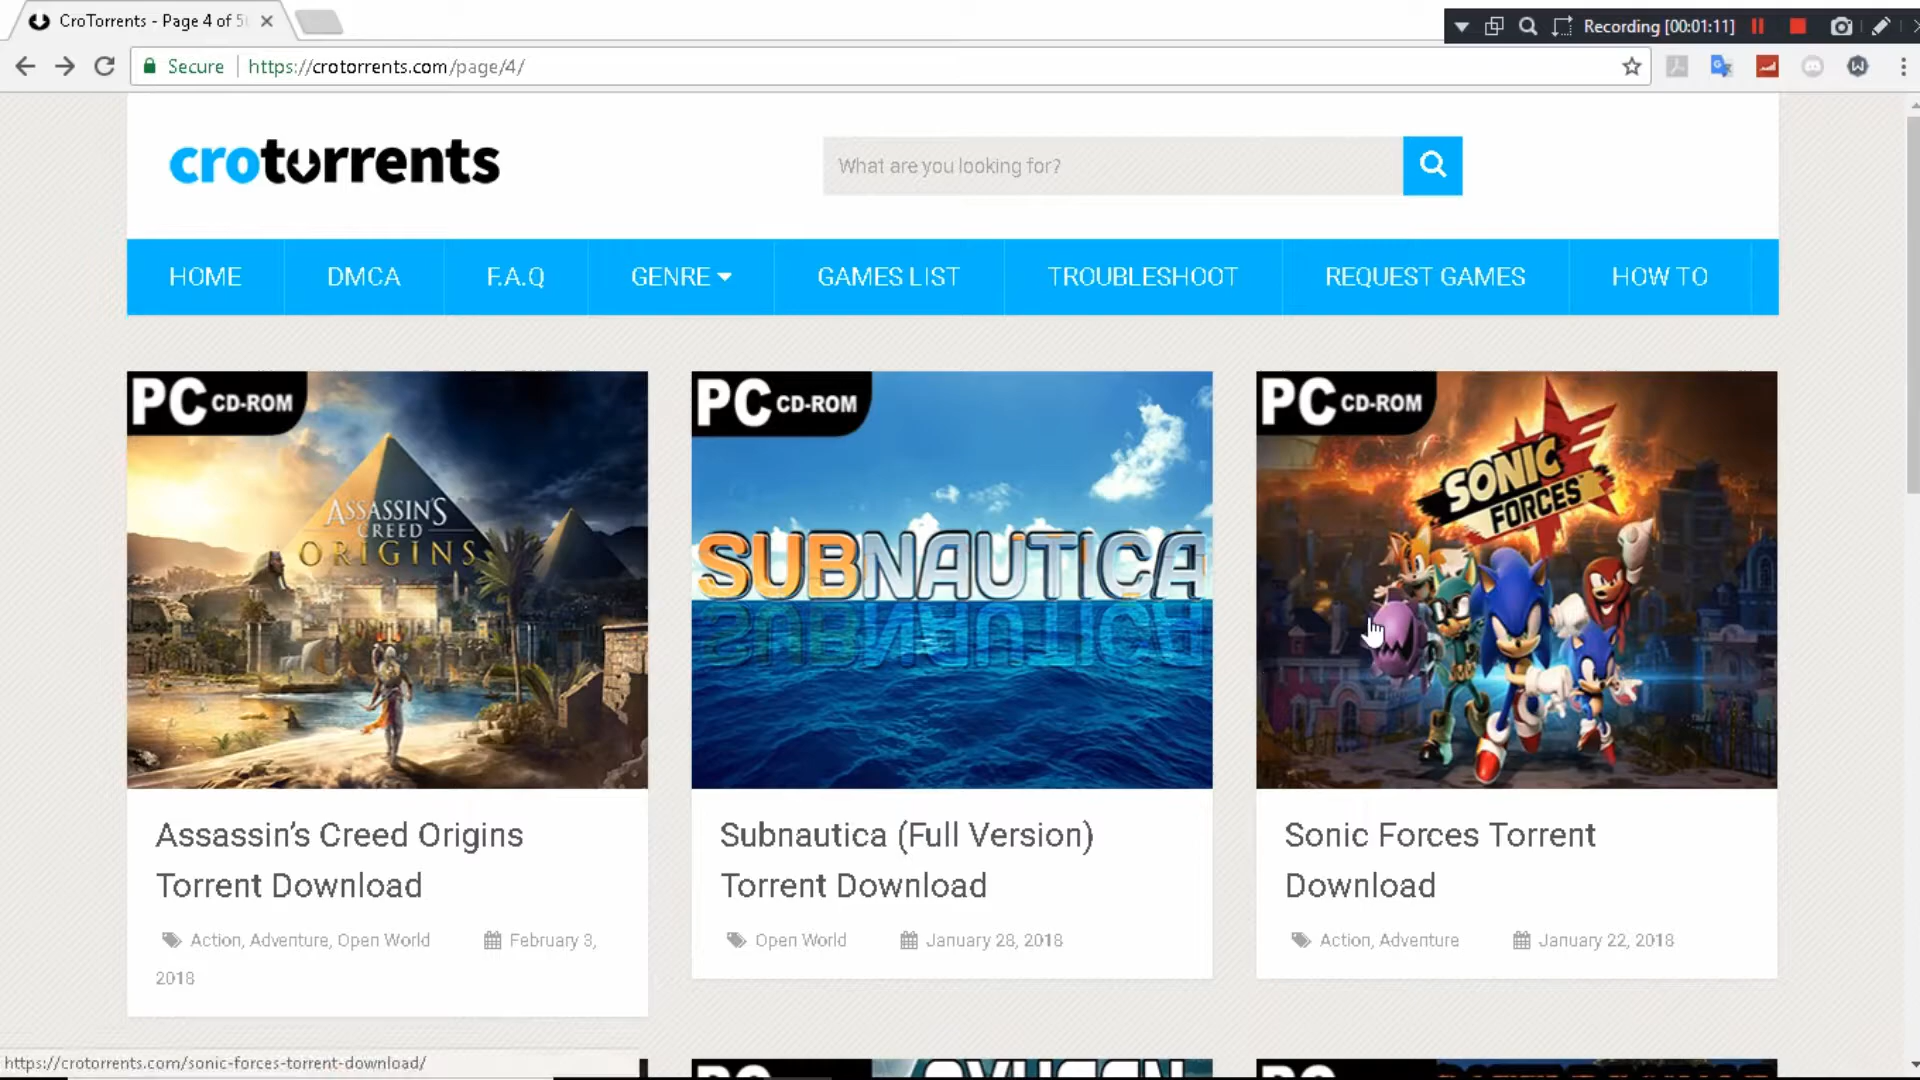 CroTorrents - Page 4 of 5
Recording [00:01:11]
Secure
https://crotorrents.com/page/4/
crotorrents
What are you looking for?
HOME
DMCA
F.A.Q
GENRE
GAMES LIST
TROUBLESHOOT
REQUEST GAMES
HOW TO
PC CD-ROM
ASSASSIN'S
CREED
ORIGINS
PC CD-ROM
SUBNAUTICA
PC CD-ROM
SONIC
FORCES
Assassin's Creed Origins
Torrent Download
Action, Adventure, Open World
February 3,
2018
Subnautica (Full Version)
Torrent Download
Open World
January 28, 2018
Sonic Forces Torrent
Download
Action, Adventure
January 22, 2018
https://crotorrents.com/sonic-forces-torrent-download/
PC
PC
PC